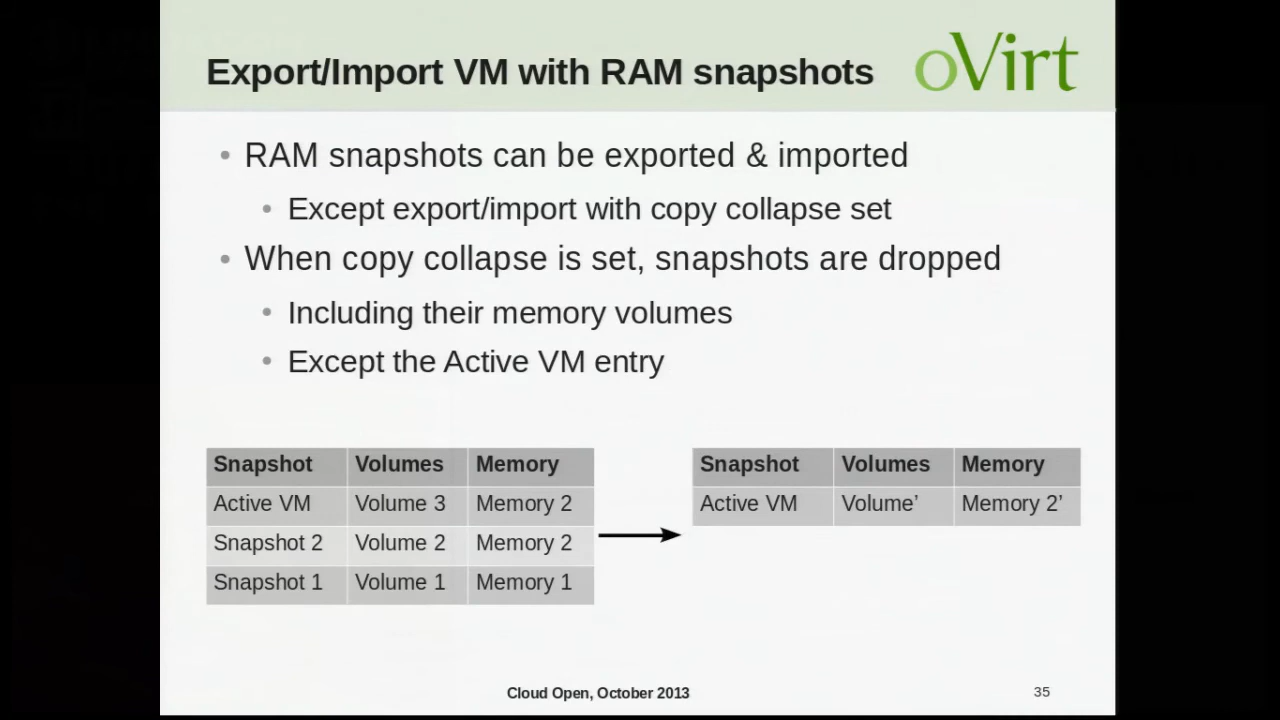 Export/Import VM with RAM snapshots
oVirt
• RAM snapshots can be exported & imported
• Except export/import with copy collapse set
• When copy collapse is set, snapshots are dropped
• Including their memory volumes
• Except the Active VM entry
Snapshot Volumes Memory
Active VM Volume 3 Memory 2
Snapshot 2 Volume 2 Memory 2
Snapshot 1 Volume 1 Memory 1
Snapshot Volumes Memory
Active VM Volume’ Memory 2’
Cloud Open, October 2013
35